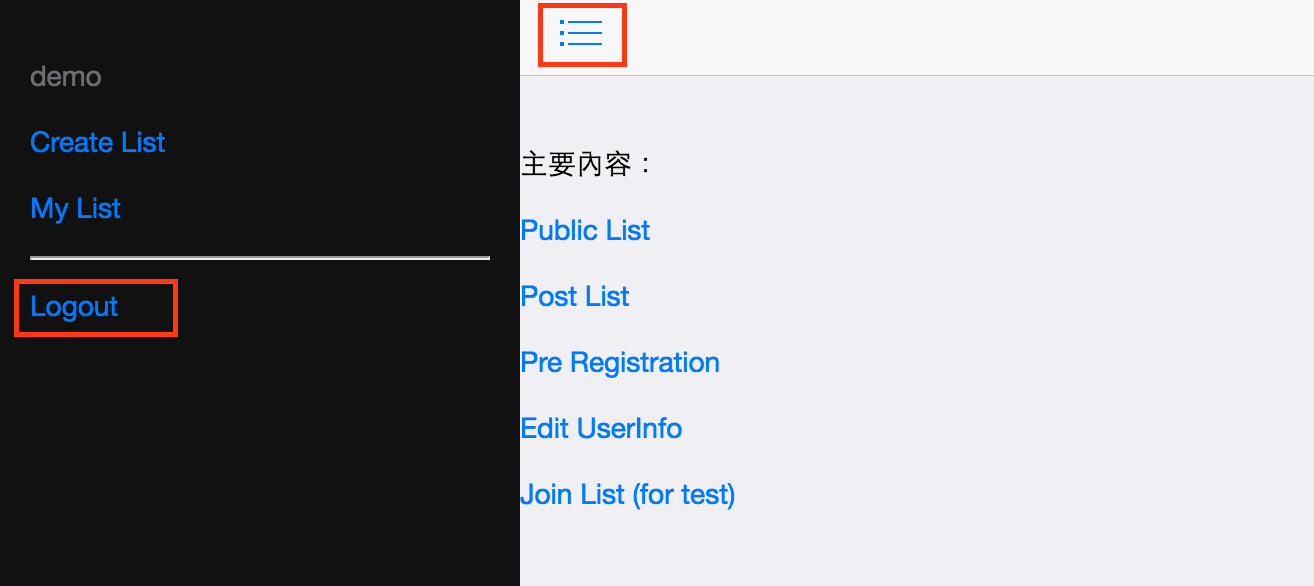 demo
Create List
My List
Logout
主要內容：
Public List
Post List
Pre Registration
Edit UserInfo
Join List (for test)